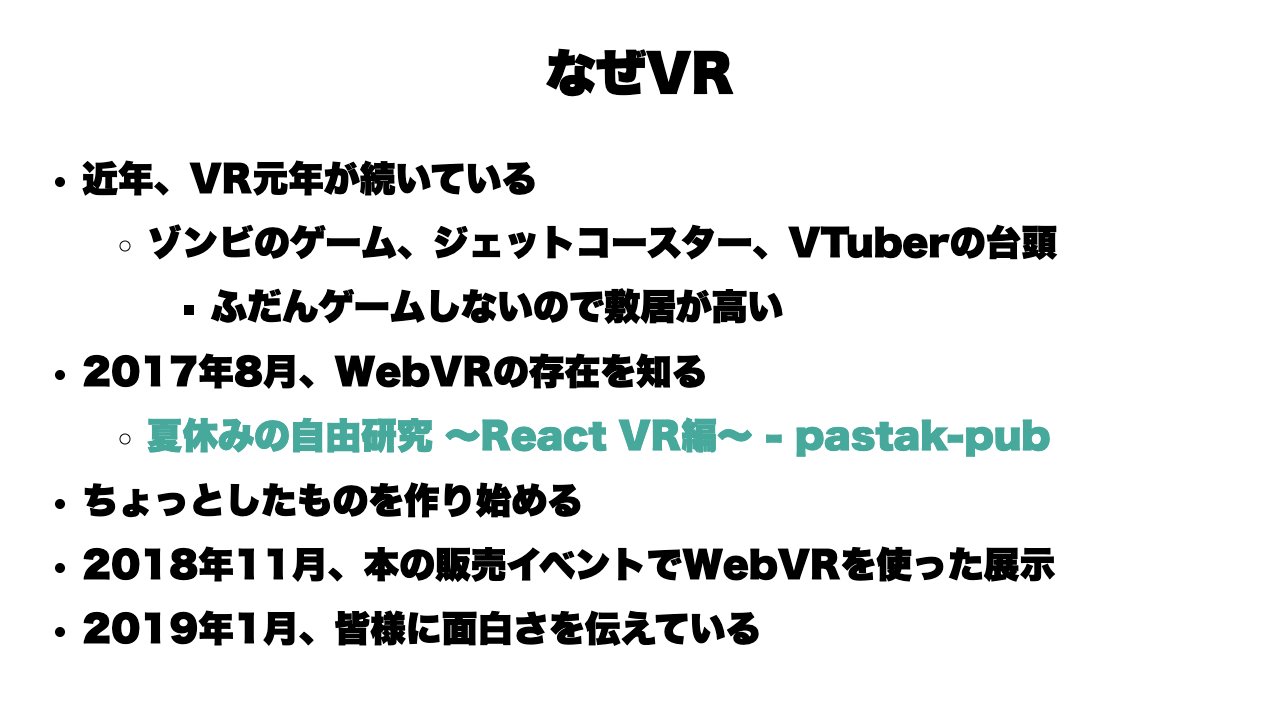 なぜVR
• 近年、VR元年が続いている
◦ ゾンビのゲーム、ジェットコースター、VTuberの台頭
▪ ふだんゲームしないので敷居が高い
• 2017年8月、WebVRの存在を知る
◦ 夏休みの自由研究 〜React VR編〜 - pastak-pub
• ちょっとしたものを作り始める
• 2018年11月、本の販売イベントでWebVRを使った展示
• 2019年1月、皆様に面白さを伝えている